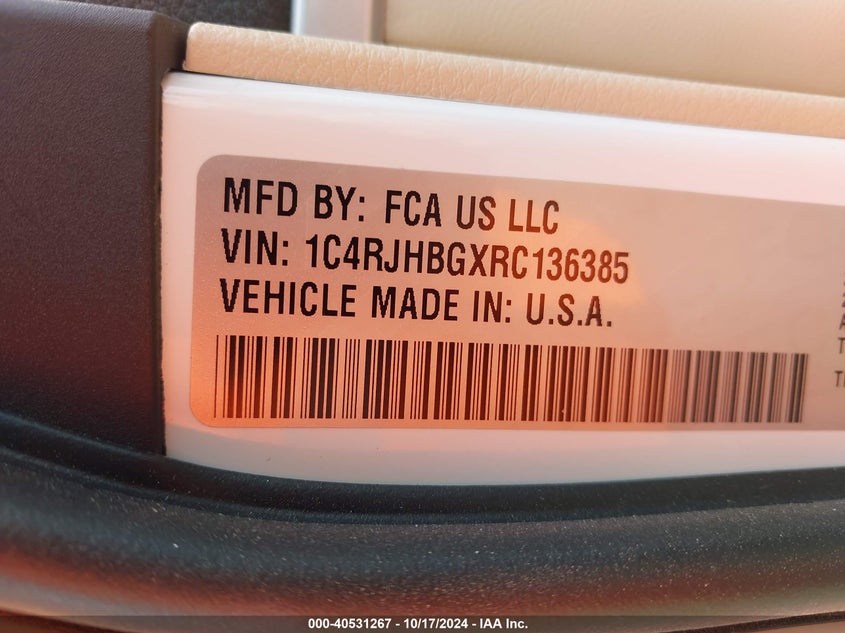 MFD BY: FCA US LLC
VIN: 1C4RJHBGXRC136385
VEHICLE MADE IN: U.S.A.
000-40531267 - 10/17/2024 - IAA Inc.